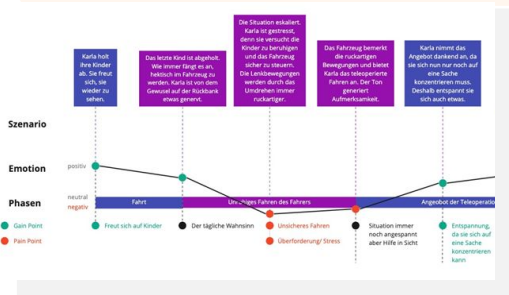 Karla holt
ihre Kinder
ab. Sie freut
sich, sie
wieder zu
sehen.
Das letzte Kind ist abgeholt.
Wie immer fängt es an,
hektisch im Fahrzeug zu
werden. Karla ist von dem
Gewusel auf der Rückbank
etwas genervt.
Die Situation eskaliert.
Karla ist gestresst,
denn sie versucht die
Kinder zu beruhigen
und das Fahrzeug
sicher zu steuern.
Die Lenkbewegungen
werden durch das
Umdrehen immer
ruckartiger.
Das Fahrzeug bemerkt
die ruckartigen
Bewegungen und bietet
Karla das teleoperierte
Fahren an. Der Ton
generiert
Aufmerksamkeit.
Karla nimmt das
Angebot dankend an, da
sie sich nun nur noch auf
eine Sache
konzentrieren muss.
Deshalb entspannt sie
sich auch etwas.
Szenario
Emotion
positiv
neutral
negativ
Phasen
Fahrt
Unruhiges Fahren des Fahrers
Angebot der Teleoperatio
Gain Point
Pain Point
Freut sich auf Kinder
Der tägliche Wahnsinn
Unsicheres Fahren
Überforderung/ Stress
Situation immer
noch angespannt
aber Hilfe in Sicht
Entspannung,
da sie sich auf
eine Sache
konzentrieren
kann